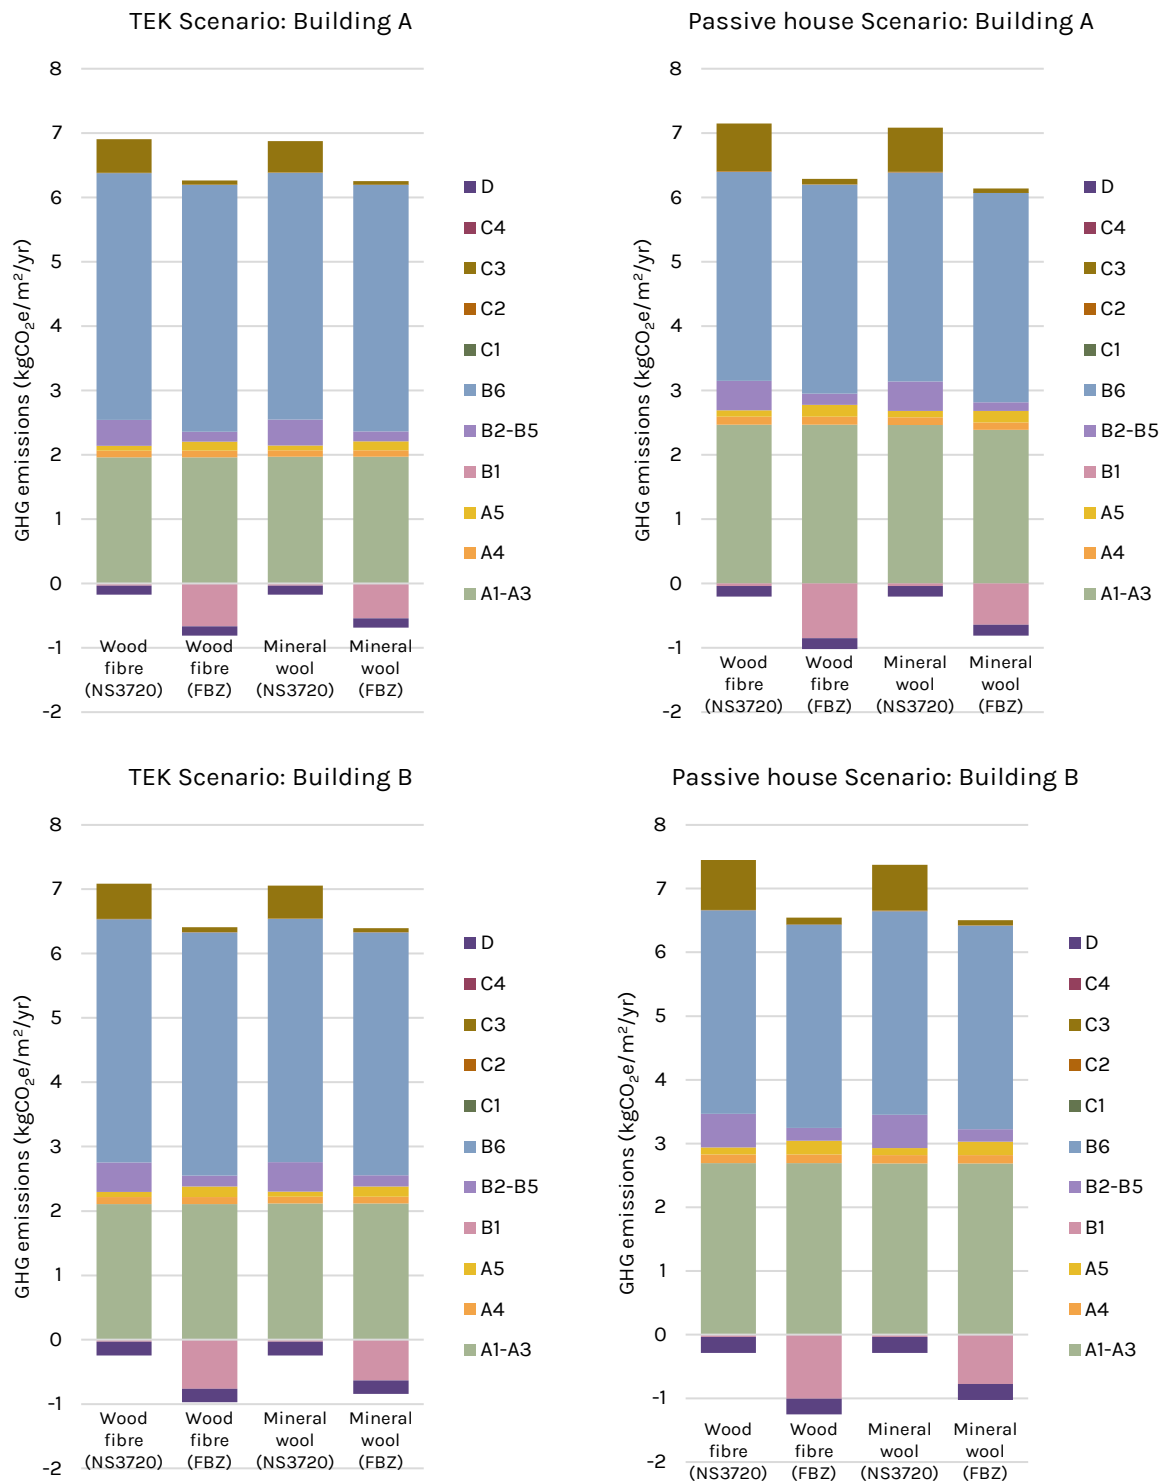 TEK Scenario: Building A
8
7
6
5
4
3
2
1
0
-1
-2
GHG emissions (kgCO₂e/m²/yr)
Wood fibre (NS3720)
Wood fibre (FBZ)
Mineral wool (NS3720)
Mineral wool (FBZ)
D
C4
C3
C2
C1
B6
B2-B5
B1
A5
A4
A1-A3
Passive house Scenario: Building A
8
7
6
5
4
3
2
1
0
-1
-2
GHG emissions (kgCO₂e/m²/yr)
Wood fibre (NS3720)
Wood fibre (FBZ)
Mineral wool (NS3720)
Mineral wool (FBZ)
D
C4
C3
C2
C1
B6
B2-B5
B1
A5
A4
A1-A3
TEK Scenario: Building B
8
7
6
5
4
3
2
1
0
-1
-2
GHG emissions (kgCO₂e/m²/yr)
Wood fibre (NS3720)
Wood fibre (FBZ)
Mineral wool (NS3720)
Mineral wool (FBZ)
D
C4
C3
C2
C1
B6
B2-B5
B1
A5
A4
A1-A3
Passive house Scenario: Building B
8
7
6
5
4
3
2
1
0
-1
-2
GHG emissions (kgCO₂e/m²/yr)
Wood fibre (NS3720)
Wood fibre (FBZ)
Mineral wool (NS3720)
Mineral wool (FBZ)
D
C4
C3
C2
C1
B6
B2-B5
B1
A5
A4
A1-A3